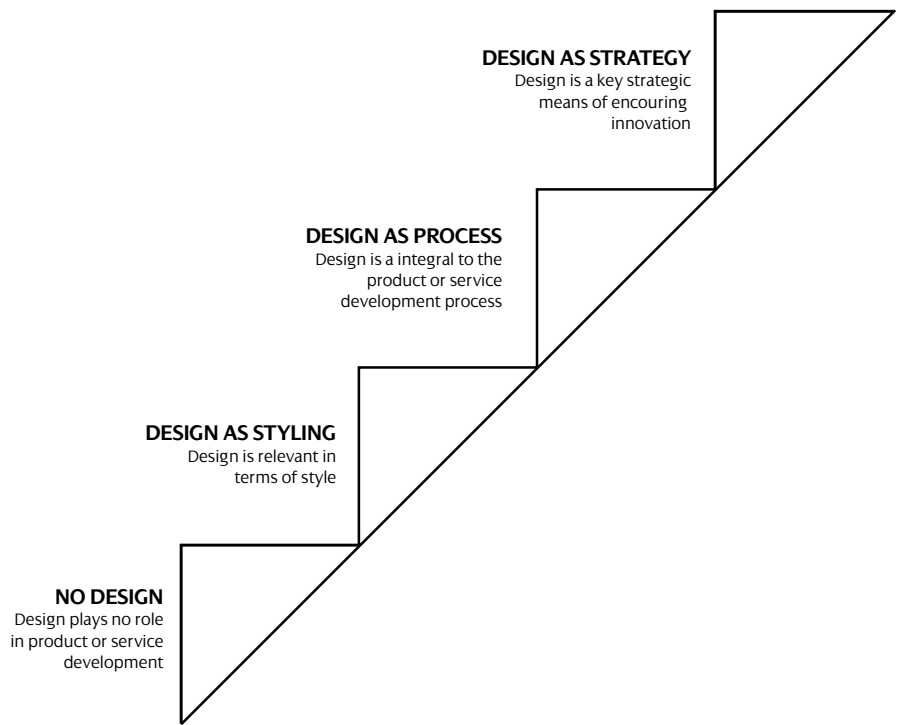 DESIGN AS STRATEGY
Design is a key strategic
means of encouring
innovation
DESIGN AS PROCESS
Design is a integral to the
product or service
development process
DESIGN AS STYLING
Design is relevant in
terms of style
NO DESIGN
Design plays no role
in product or service
development